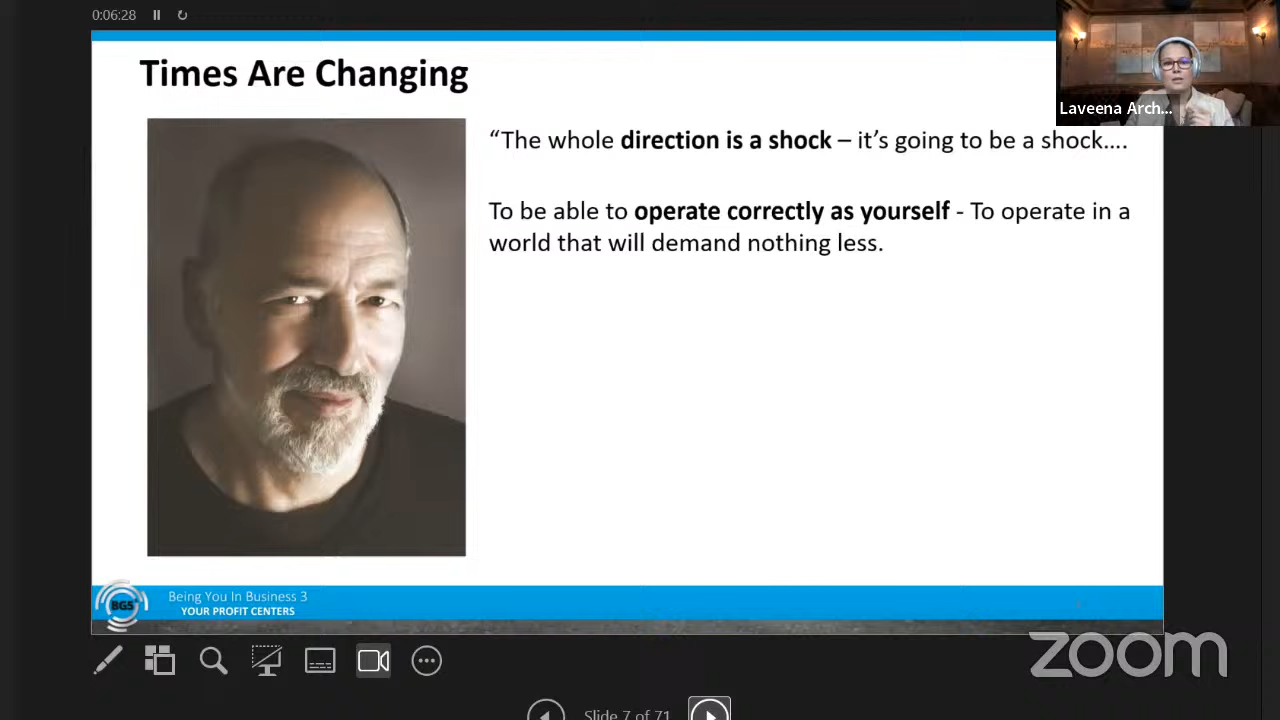 0:06:28
Times Are Changing
Laveena Arch...
“The whole direction is a shock – it’s going to be a shock....
To be able to operate correctly as yourself - To operate in a
world that will demand nothing less.
BG5
Being You In Business 3
YOUR PROFIT CENTERS
zoom
Slide 7 of 71